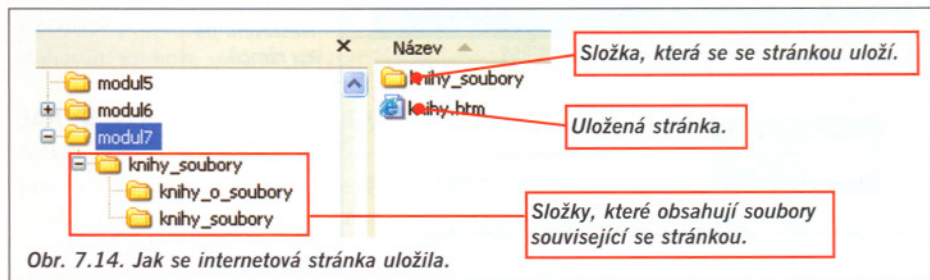 × Název
modul5
modul6
modul7
knihy_soubory
knihy_o_soubory
knihy_soubory
knihy_soubory
knihy.htm
Složka, která se se stránkou uloží.
Uložená stránka.
Složky, které obsahují soubory
související se stránkou.
Obr. 7.14. Jak se internetová stránka uložila.